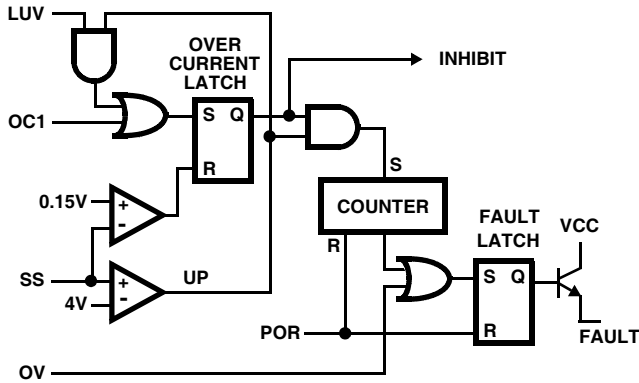 LUV
OVER
CURRENT
LATCH
INHIBIT
OC1
S Q
R
0.15V
+
-
S
COUNTER
R
FAULT
LATCH
VCC
SS
+
-
4V
UP
S Q
R
POR
FAULT
OV